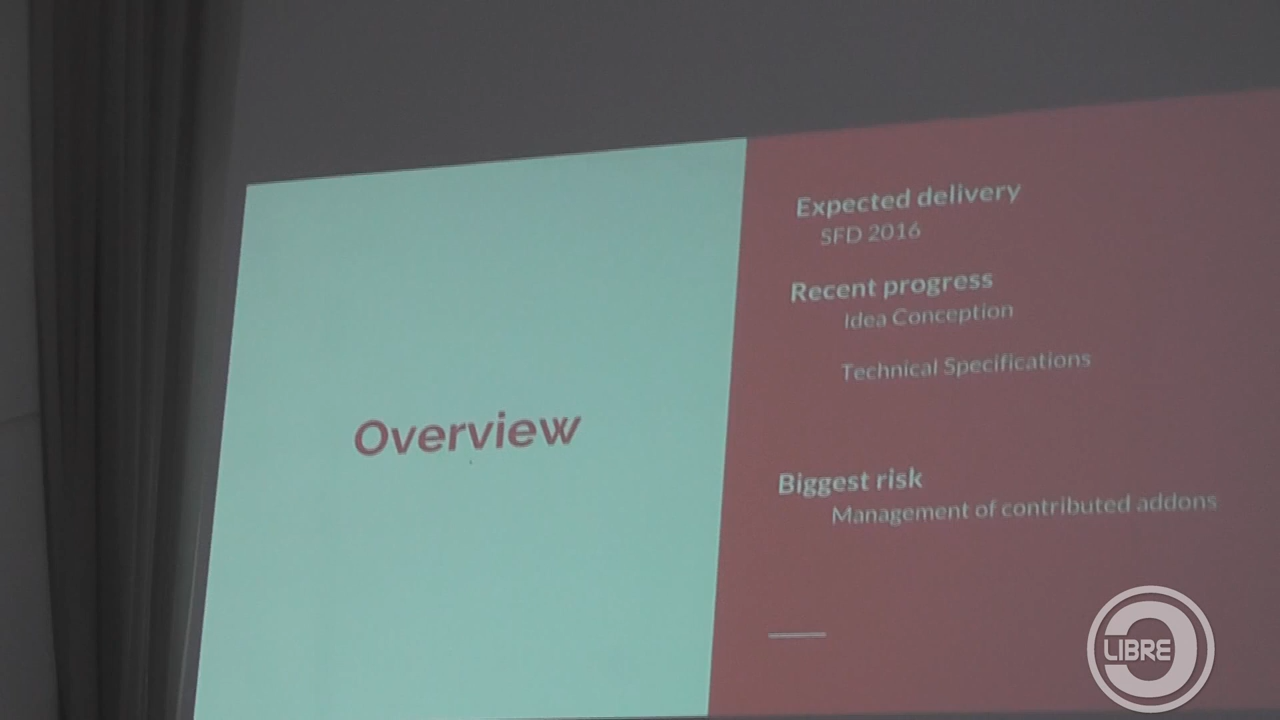 Overview
Expected delivery
SFD 2016
Recent progress
Idea Conception
Technical Specifications
Biggest risk
Management of contributed addons
LIBRE